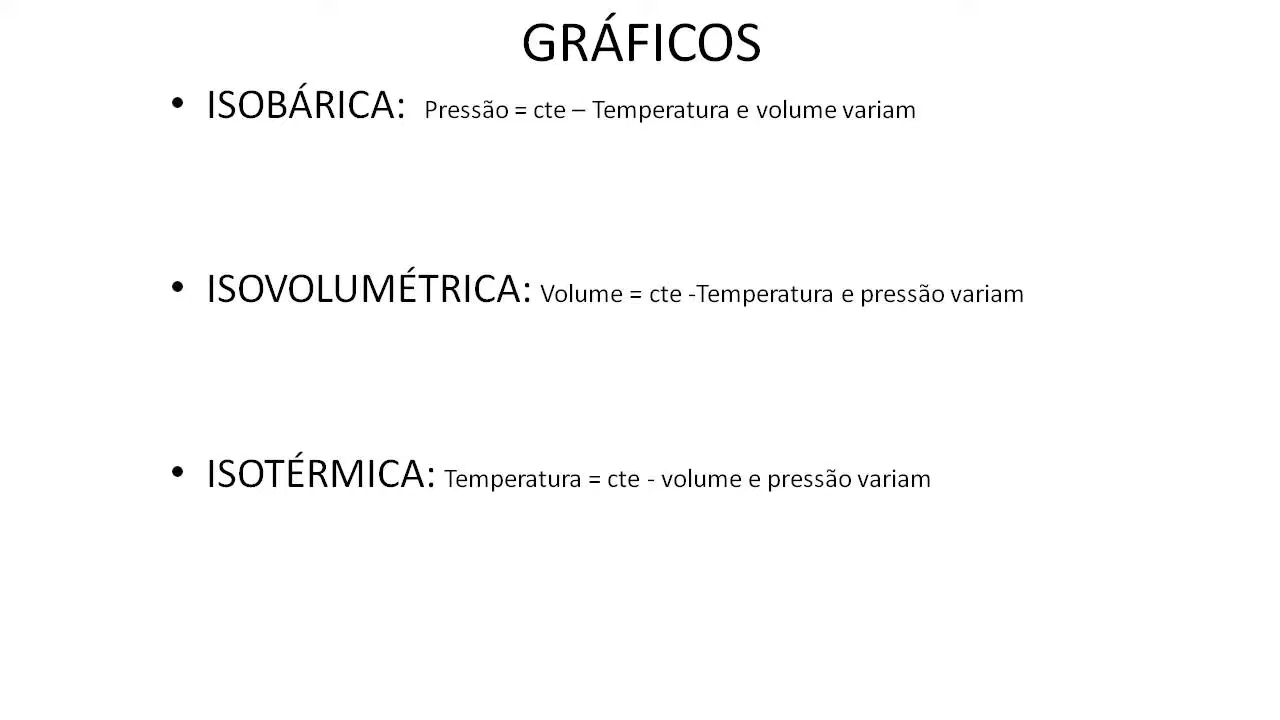 GRÁFICOS
• ISOBÁRICA: Pressão = cte – Temperatura e volume variam
• ISOVOLUMÉTRICA: Volume = cte -Temperatura e pressão variam
• ISOTÉRMICA: Temperatura = cte - volume e pressão variam